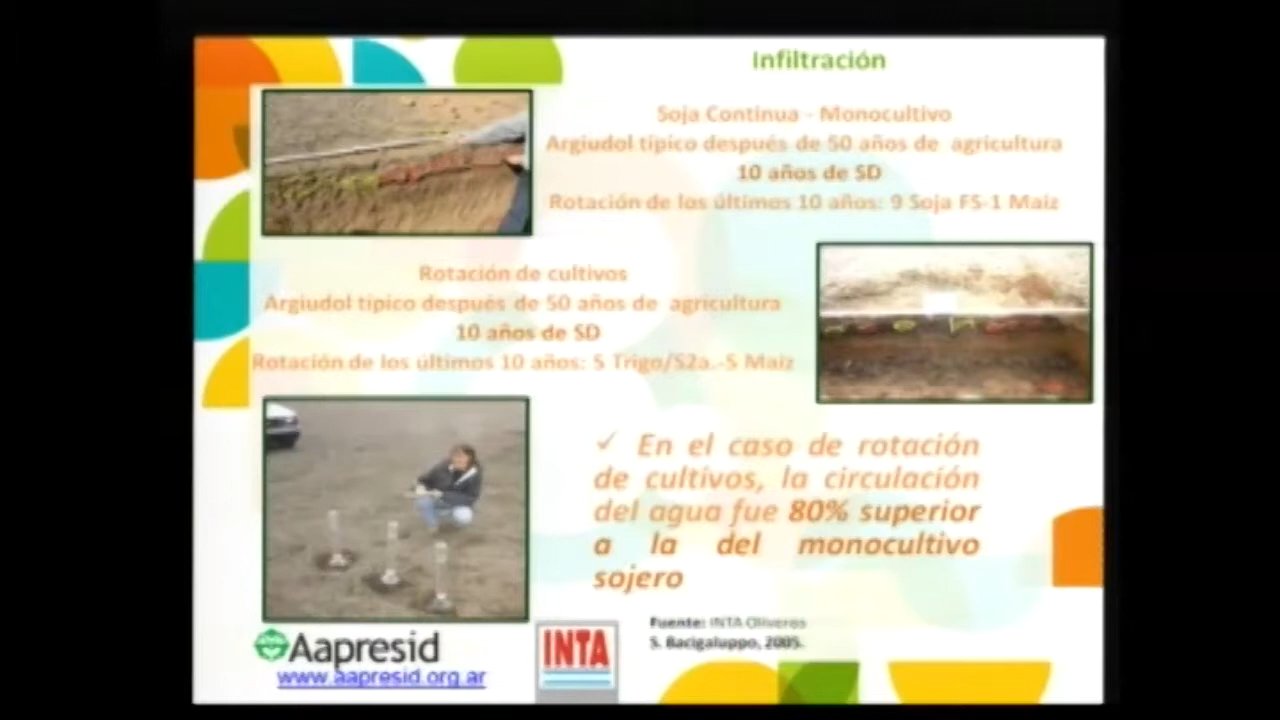 Infiltración
Soja Continua - Monocultivo
Argiudol típico después de 50 años de agricultura
10 años de SD
Rotación de los últimos 10 años: 9 Soja FS-1 Maíz
Rotación de cultivos
Argiudol típico después de 50 años de agricultura
10 años de SD
Rotación de los últimos 10 años: 5 Trigo/S2a.-5 Maíz
✓ En el caso de rotación
de cultivos, la circulación
del agua fue 80% superior
a la del monocultivo
sojero
Fuente: INTA Oliveros
S. Bacigaluppo, 2005.
Aapresid
www.aapresid.org.ar
INTA